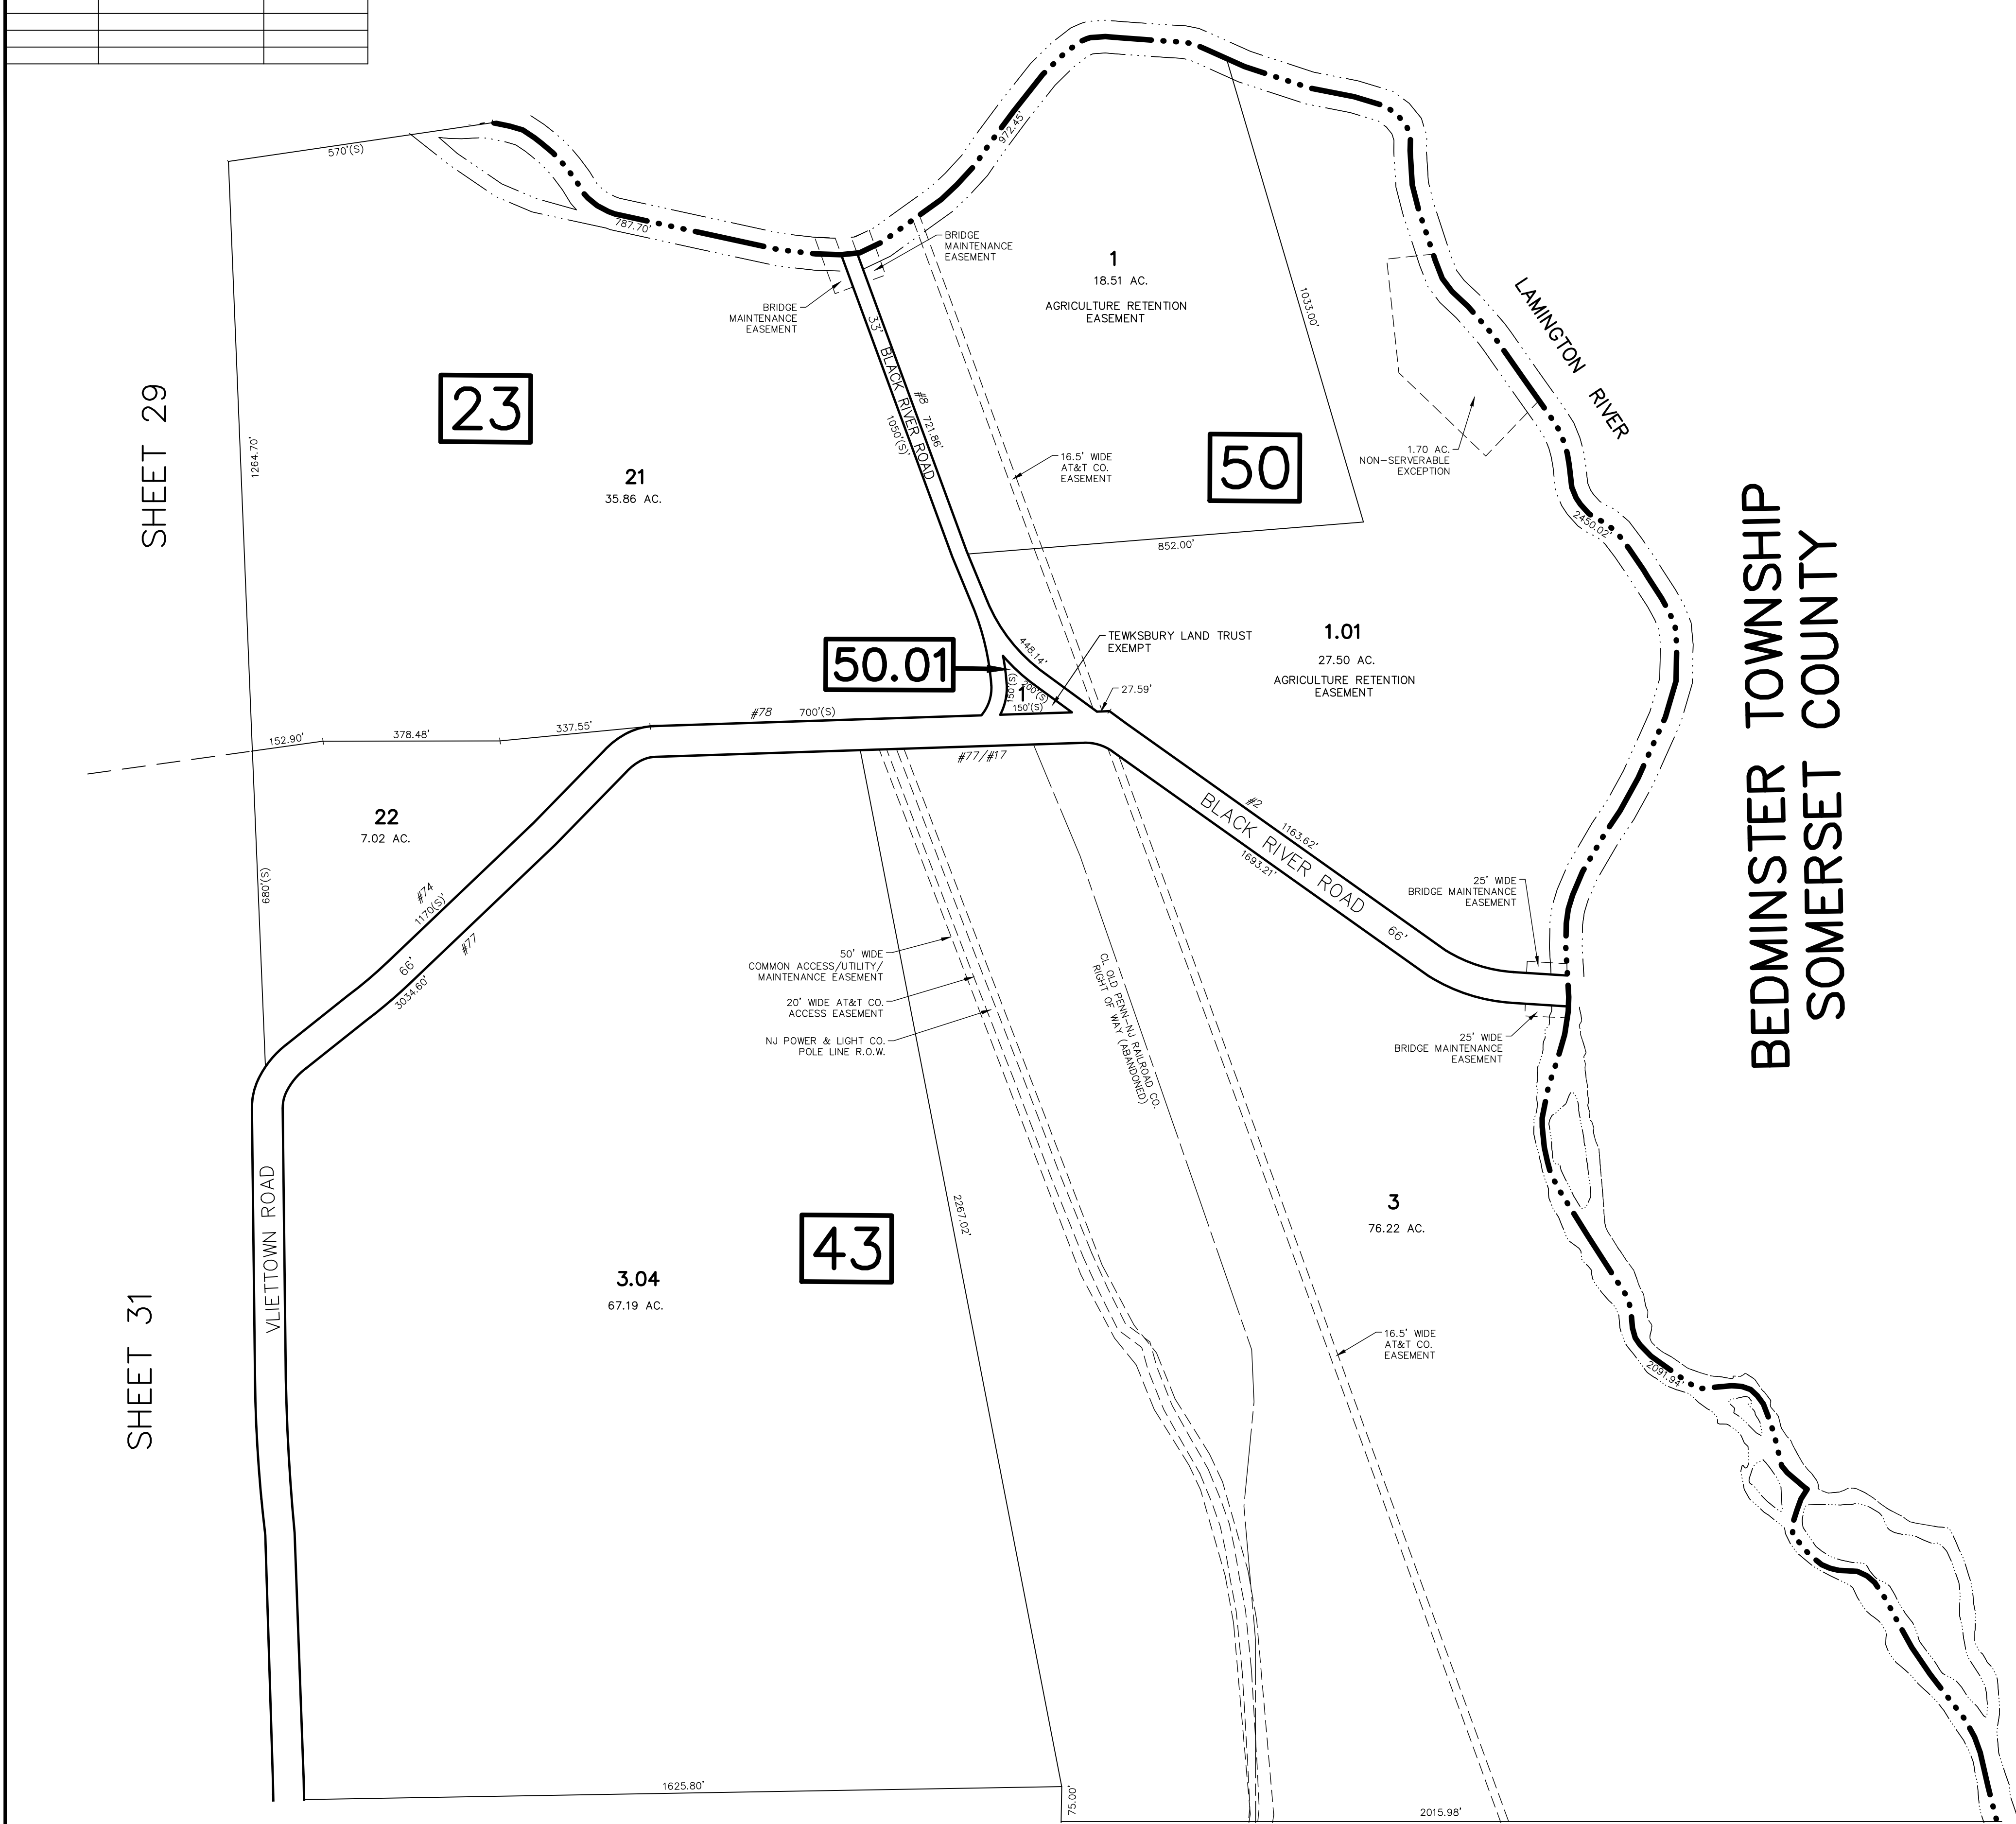 570'(S)
787.70'
972.45'
BRIDGE
MAINTENANCE
EASEMENT
BRIDGE
MAINTENANCE
EASEMENT
1
18.51 AC.
AGRICULTURE RETENTION
EASEMENT
1033.00'
LAMINGTON RIVER
SHEET 29
1264.70'
23
21
35.86 AC.
33'
BLACK RIVER ROAD
#8
721.86'
1050'(S)
16.5' WIDE
AT&T CO.
EASEMENT
50
1.70 AC.
NON-SERVERABLE
EXCEPTION
2450.02'
852.00'
BEDMINSTER TOWNSHIP
SOMERSET COUNTY
50.01
448.14'
TEWKSBURY LAND TRUST
EXEMPT
1.01
27.50 AC.
AGRICULTURE RETENTION
EASEMENT
150'(S)
1
200'(S)
150'(S)
27.59'
152.90'
378.48'
337.55'
#78
700'(S)
#77/#17
22
7.02 AC.
680'(S)
#74
1170(S)'
#77
66'
3034.60'
#2
1163.62'
BLACK RIVER ROAD
66'
1693.21'
25' WIDE
BRIDGE MAINTENANCE
EASEMENT
50' WIDE
COMMON ACCESS/UTILITY/
MAINTENANCE EASEMENT
20' WIDE AT&T CO.
ACCESS EASEMENT
NJ POWER & LIGHT CO.
POLE LINE R.O.W.
CL OLD PENN-NJ RAILROAD CO.
RIGHT OF WAY (ABANDONED)
25' WIDE
BRIDGE MAINTENANCE
EASEMENT
VLIETTOWN ROAD
2267.02'
43
3
76.22 AC.
3.04
67.19 AC.
SHEET 31
16.5' WIDE
AT&T CO.
EASEMENT
2091.94'
1625.80'
75.00'
2015.98'